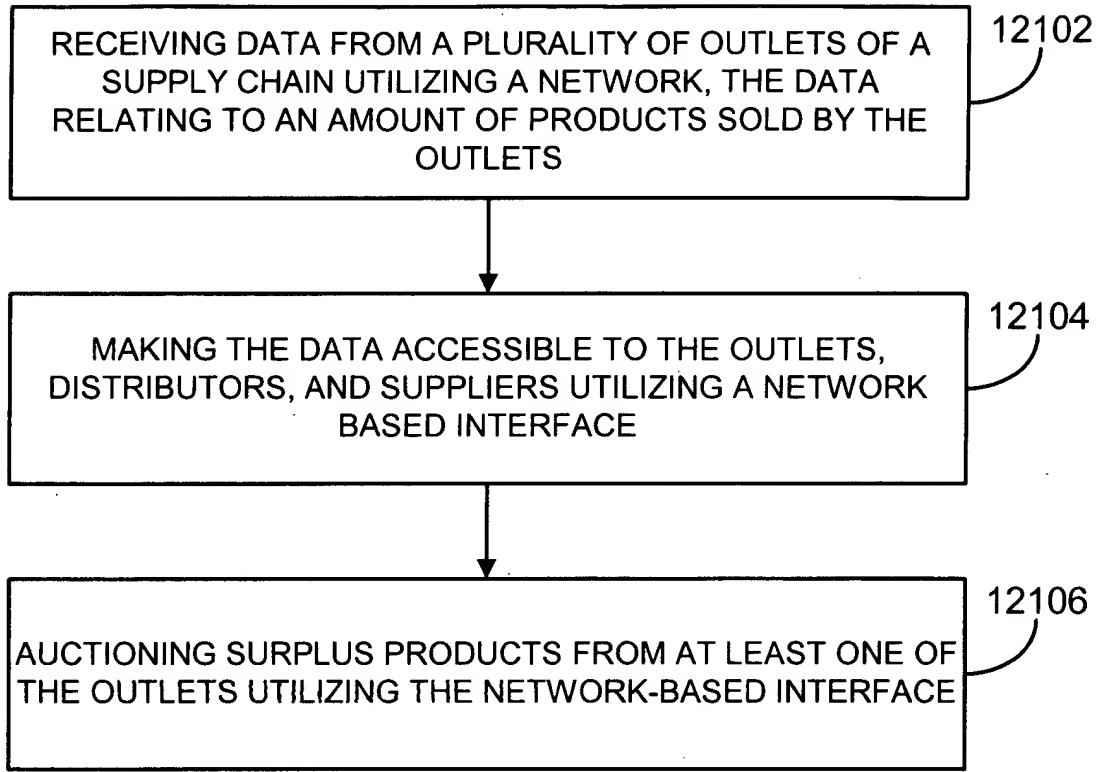 RECEIVING DATA FROM A PLURALITY OF OUTLETS OF A
SUPPLY CHAIN UTILIZING A NETWORK, THE DATA
RELATING TO AN AMOUNT OF PRODUCTS SOLD BY THE
OUTLETS
12102
MAKING THE DATA ACCESSIBLE TO THE OUTLETS,
DISTRIBUTORS, AND SUPPLIERS UTILIZING A NETWORK
BASED INTERFACE
12104
AUCTIONING SURPLUS PRODUCTS FROM AT LEAST ONE OF
THE OUTLETS UTILIZING THE NETWORK-BASED INTERFACE
12106